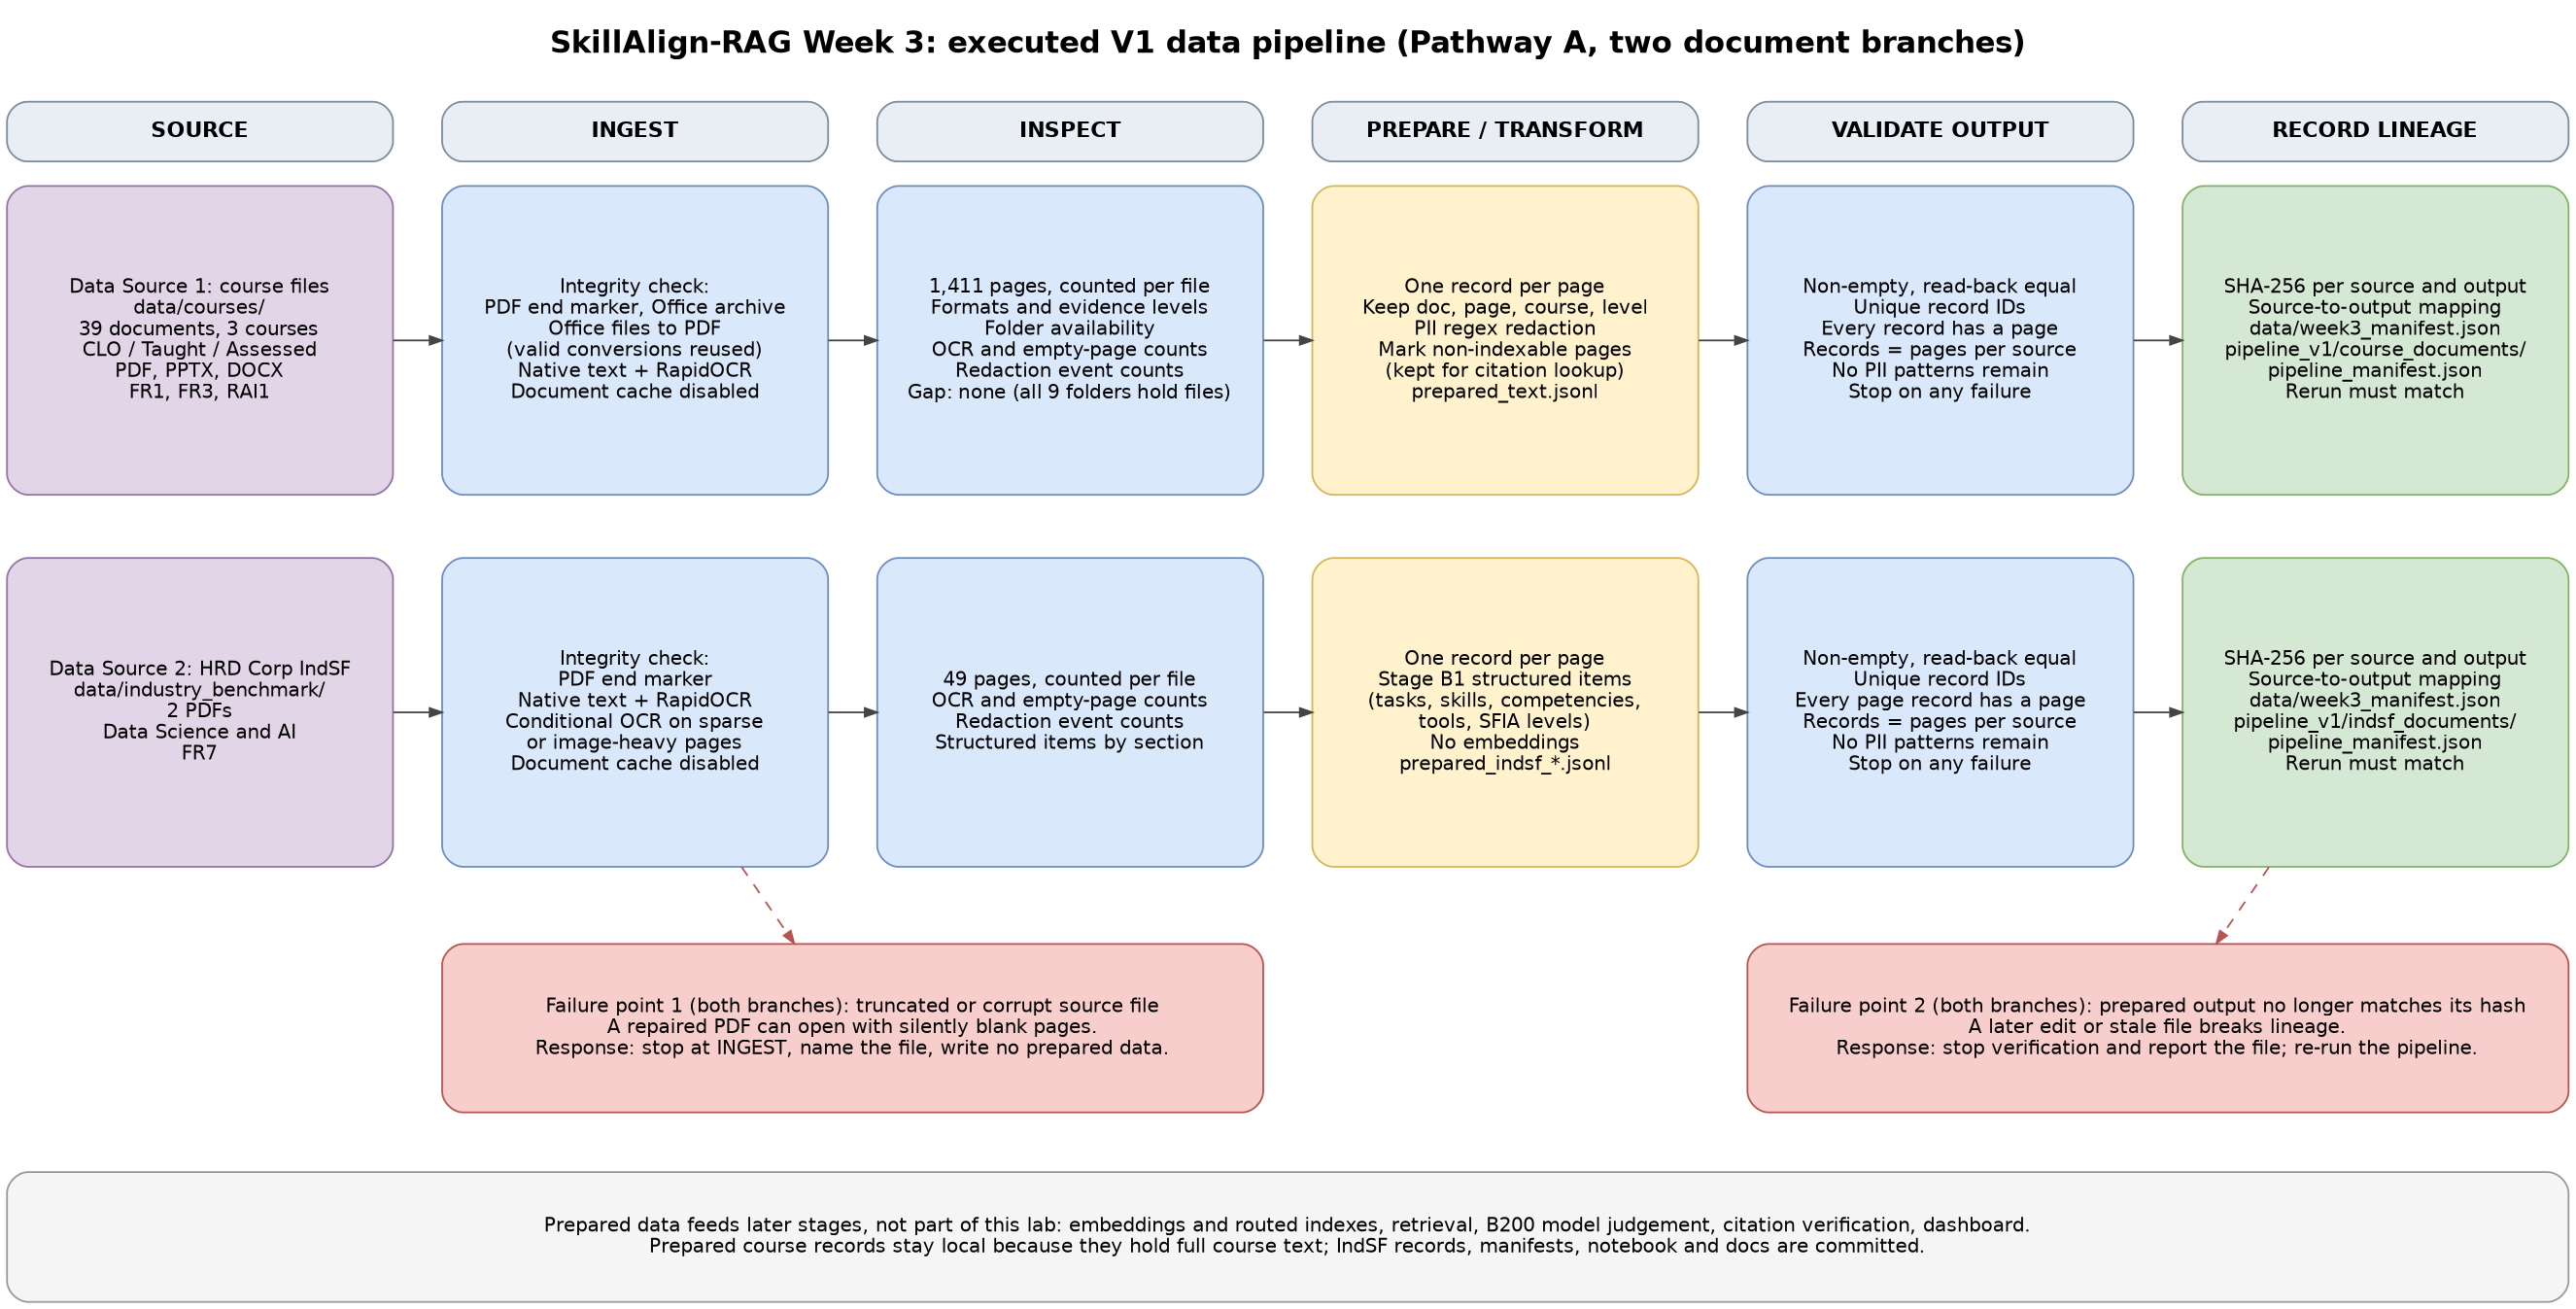 SkillAlign-RAG Week 3: executed V1 data pipeline (Pathway A, two document branches)
SOURCE
INGEST
INSPECT
PREPARE / TRANSFORM
VALIDATE OUTPUT
RECORD LINEAGE
Data Source 1: course files
data/courses/
39 documents, 3 courses
CLO / Taught / Assessed
PDF, PPTX, DOCX
FR1, FR3, RAI1
Integrity check:
PDF end marker, Office archive
Office files to PDF
(valid conversions reused)
Native text + RapidOCR
Document cache disabled
1,411 pages, counted per file
Formats and evidence levels
Folder availability
OCR and empty-page counts
Redaction event counts
Gap: none (all 9 folders hold files)
One record per page
Keep doc, page, course, level
PII regex redaction
Mark non-indexable pages
(kept for citation lookup)
prepared_text.jsonl
Non-empty, read-back equal
Unique record IDs
Every record has a page
Records = pages per source
No PII patterns remain
Stop on any failure
SHA-256 per source and output
Source-to-output mapping
data/week3_manifest.json
pipeline_v1/course_documents/
pipeline_manifest.json
Rerun must match
Data Source 2: HRD Corp IndSF
data/industry_benchmark/
2 PDFs
Data Science and AI
FR7
Integrity check:
PDF end marker
Native text + RapidOCR
Conditional OCR on sparse
or image-heavy pages
Document cache disabled
49 pages, counted per file
OCR and empty-page counts
Redaction event counts
Structured items by section
One record per page
Stage B1 structured items
(tasks, skills, competencies,
tools, SFIA levels)
No embeddings
prepared_indsf_*.jsonl
Non-empty, read-back equal
Unique record IDs
Every page record has a page
Records = pages per source
No PII patterns remain
Stop on any failure
SHA-256 per source and output
Source-to-output mapping
data/week3_manifest.json
pipeline_v1/indsf_documents/
pipeline_manifest.json
Rerun must match
Failure point 1 (both branches): truncated or corrupt source file
A repaired PDF can open with silently blank pages.
Response: stop at INGEST, name the file, write no prepared data.
Failure point 2 (both branches): prepared output no longer matches its hash
A later edit or stale file breaks lineage.
Response: stop verification and report the file; re-run the pipeline.
Prepared data feeds later stages, not part of this lab: embeddings and routed indexes, retrieval, B200 model judgement, citation verification, dashboard.
Prepared course records stay local because they hold full course text; IndSF records, manifests, notebook and docs are committed.